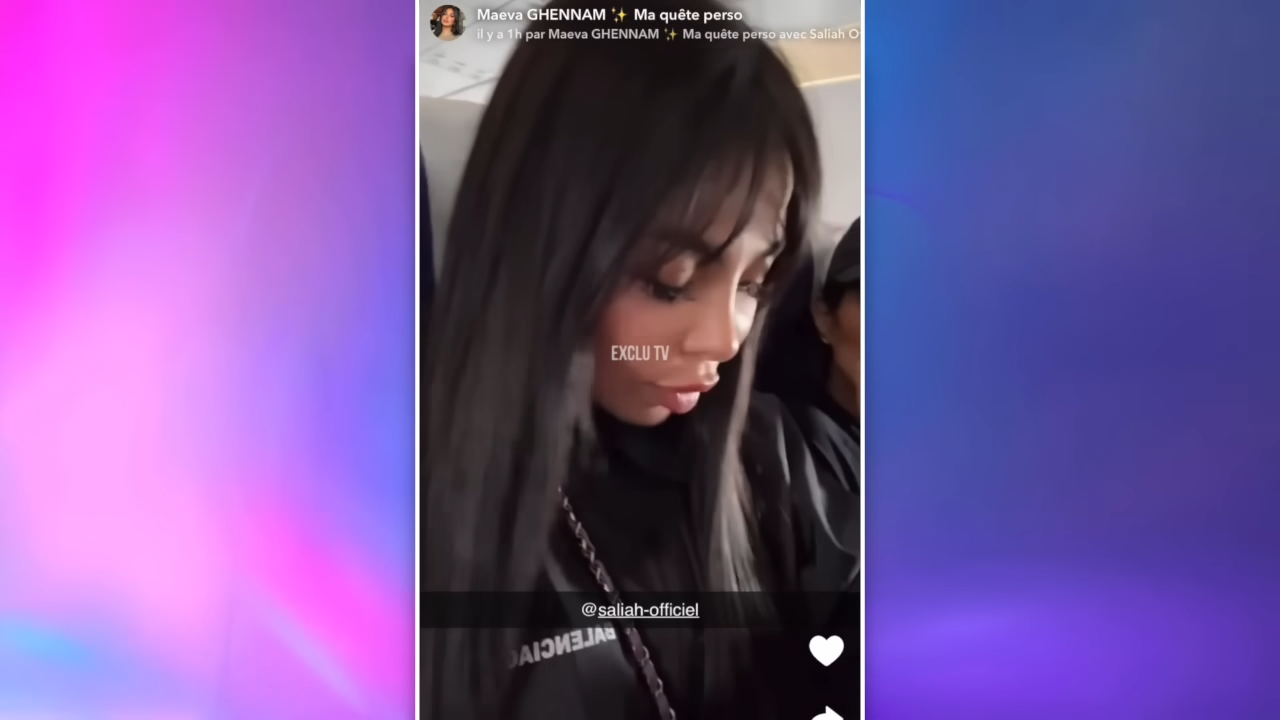 Maeva GHENNAM ✨ Ma quête perso
il y a 1h par Maeva GHENNAM ✨ Ma quête perso avec Saliah O
EXCLU TV
@saliah-officiel
BALENCIAG